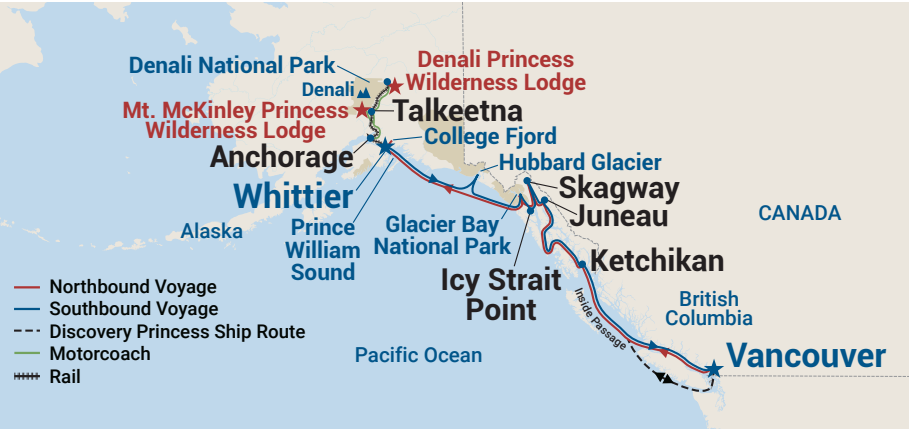 Denali National Park
Denali Princess
Wilderness Lodge
Denali
Mt. McKinley Princess
Wilderness Lodge
Talkeetna
College Fjord
Anchorage
Hubbard Glacier
Whittier
Skagway
Juneau
Alaska
Prince
William
Sound
Glacier Bay
National Park
CANADA
Icy Strait
Point
Ketchikan
Northbound Voyage
Southbound Voyage
Discovery Princess Ship Route
Motorcoach
Rail
Inside Passage
British
Columbia
Pacific Ocean
Vancouver